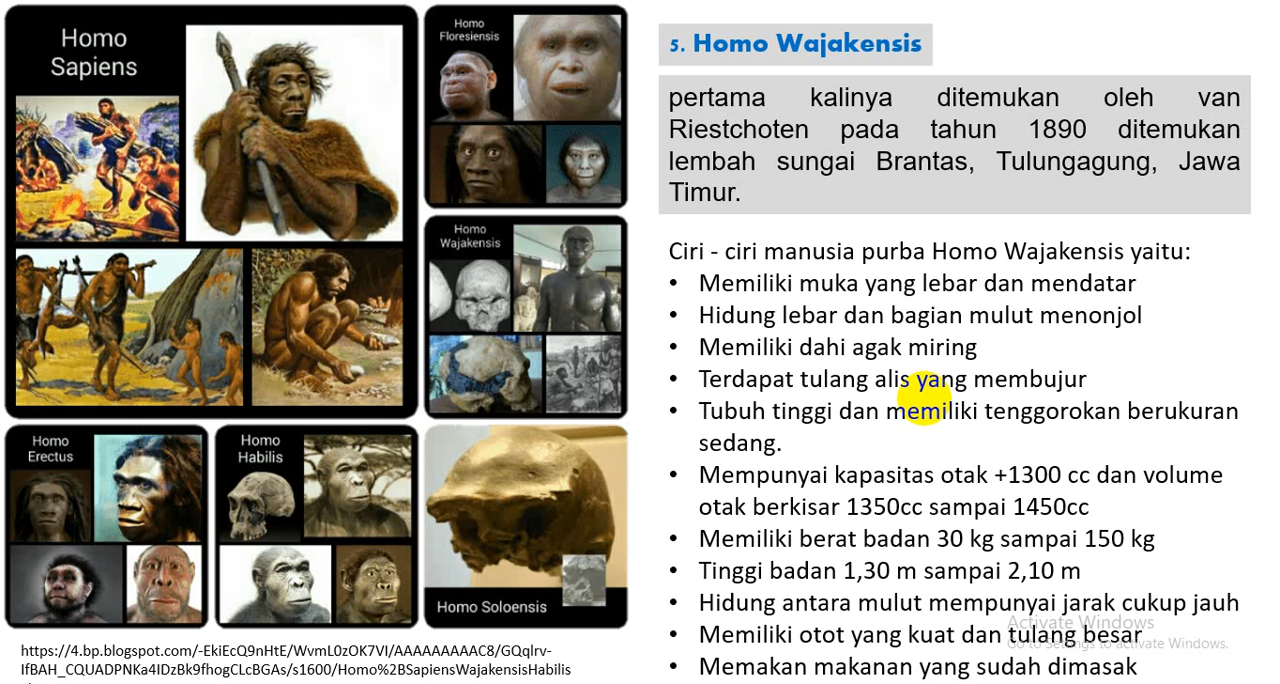 Homo
Sapiens
Homo
Floresiensis
Homo
Wajakensis
Homo
Erectus
Homo
Habilis
Homo Soloensis
https://4.bp.blogspot.com/-EkiEcQ9nHtE/WvmL0zOK7VI/AAAAAAAAAC8/GQqlrv-
IfBAH_CQUADPNKa4IDzBk9fhogCLcBGAs/s1600/Homo%2BSapiensWajakensisHabilis
5. Homo Wajakensis
pertama kalinya ditemukan oleh van
Riestchoten pada tahun 1890 ditemukan
lembah sungai Brantas, Tulungagung, Jawa
Timur.
Ciri - ciri manusia purba Homo Wajakensis yaitu:
• Memiliki muka yang lebar dan mendatar
• Hidung lebar dan bagian mulut menonjol
• Memiliki dahi agak miring
• Terdapat tulang alis yang membujur
• Tubuh tinggi dan memiliki tenggorokan berukuran
sedang.
• Mempunyai kapasitas otak +1300 cc dan volume
otak berkisar 1350cc sampai 1450cc
• Memiliki berat badan 30 kg sampai 150 kg
• Tinggi badan 1,30 m sampai 2,10 m
• Hidung antara mulut mempunyai jarak cukup jauh
• Memiliki otot yang kuat dan tulang besar
• Memakan makanan yang sudah dimasak
Activate Windows
Go to Settings to activate Windows.